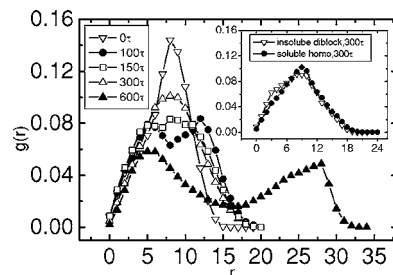 0.16
0.12
0.08
0.04
0.00
g(r)
0τ
100τ
150τ
300τ
600τ
0.16
0.12
0.08
0.04
0.00
insolube diblock,300τ
soluble homo,300τ
0 6 12 18 24
0 5 10 15 20 25 30 35
r